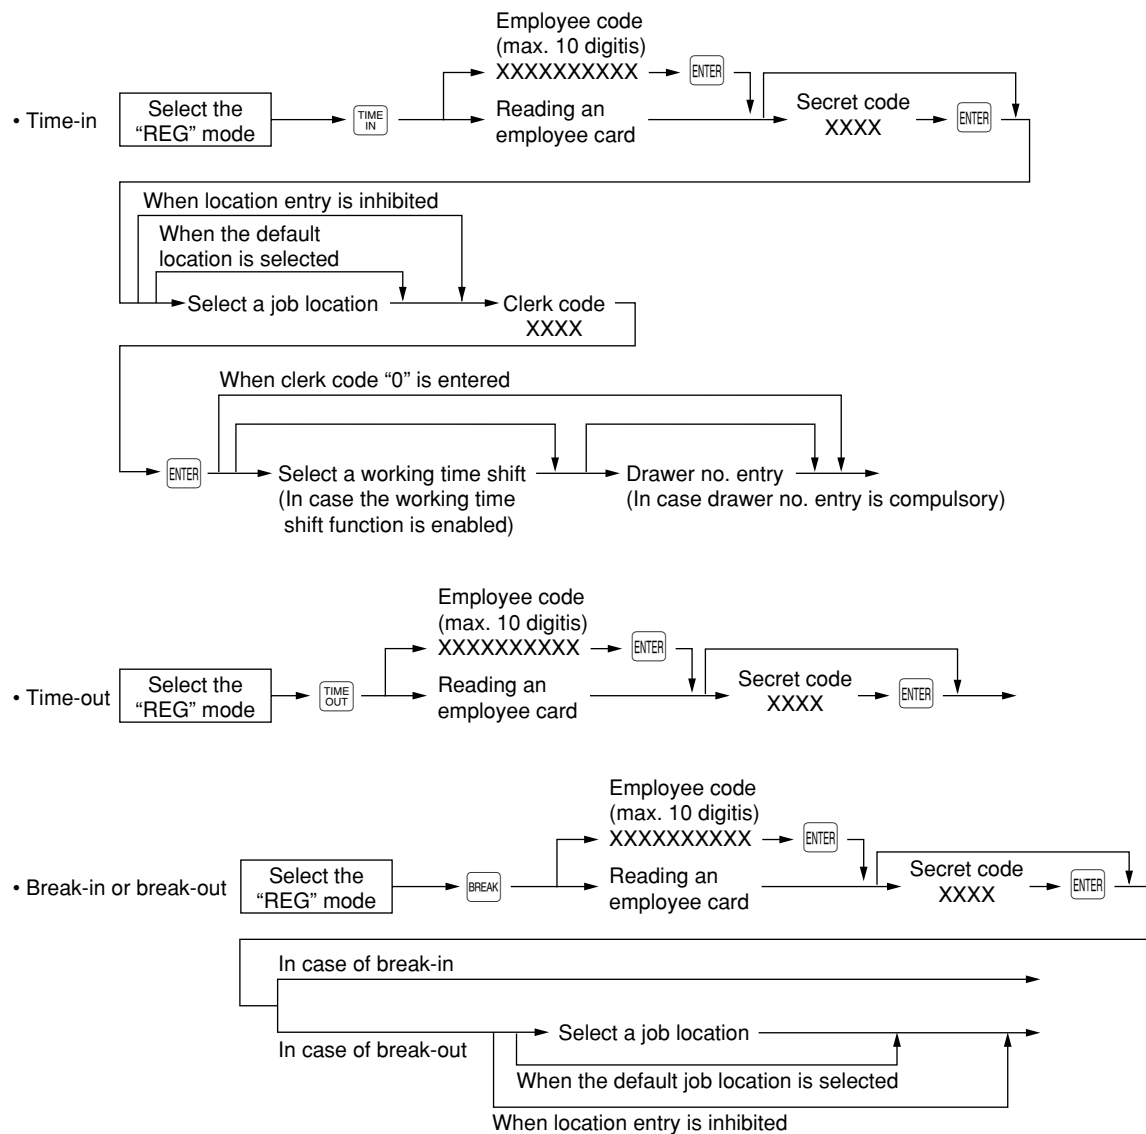 Employee code
(max. 10 digitis)
XXXXXXXXXX
ENTER
• Time-in
Select the
“REG” mode
TIME
IN
Reading an
employee card
Secret code
XXXX
ENTER
When location entry is inhibited
When the default
location is selected
Select a job location
Clerk code
XXXX
When clerk code “0” is entered
ENTER
Select a working time shift
(In case the working time
shift function is enabled)
Drawer no. entry
(In case drawer no. entry is compulsory)
Employee code
(max. 10 digitis)
XXXXXXXXXX
ENTER
• Time-out
Select the
“REG” mode
TIME
OUT
Reading an
employee card
Secret code
XXXX
ENTER
Employee code
(max. 10 digitis)
XXXXXXXXXX
ENTER
• Break-in or break-out
Select the
“REG” mode
BREAK
Reading an
employee card
Secret code
XXXX
ENTER
In case of break-in
Select a job location
In case of break-out
When the default job location is selected
When location entry is inhibited